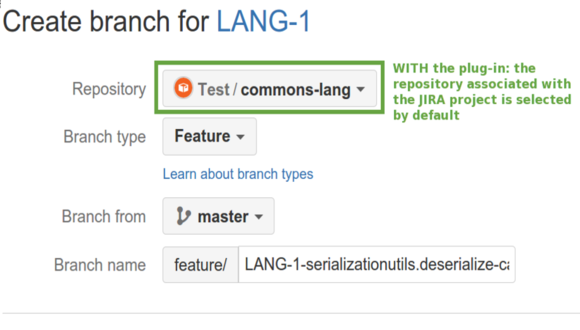 Create branch for LANG-1
Repository
Test / commons-lang
WITH the plug-in: the
repository associated with
the JIRA project is selected
by default
Branch type
Feature
Learn about branch types
Branch from
master
Branch name
feature/
LANG-1-serializationutils.deserialize-ca